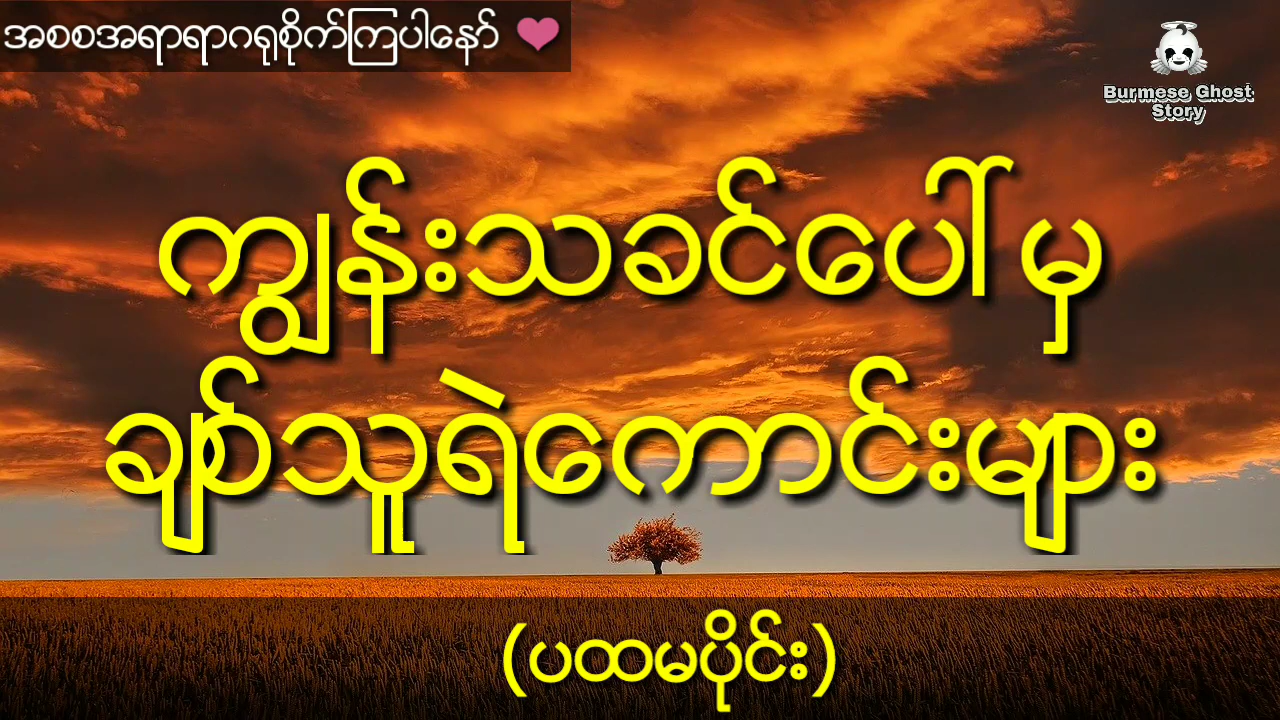 အစစအရာရာဂရုစိုက်ကြပါနော် ❤
Burmese Ghost
Story
ကျွန်းသခင်ပေါ်မှ
ချစ်သူရဲကောင်းများ
(ပထမပိုင်း)